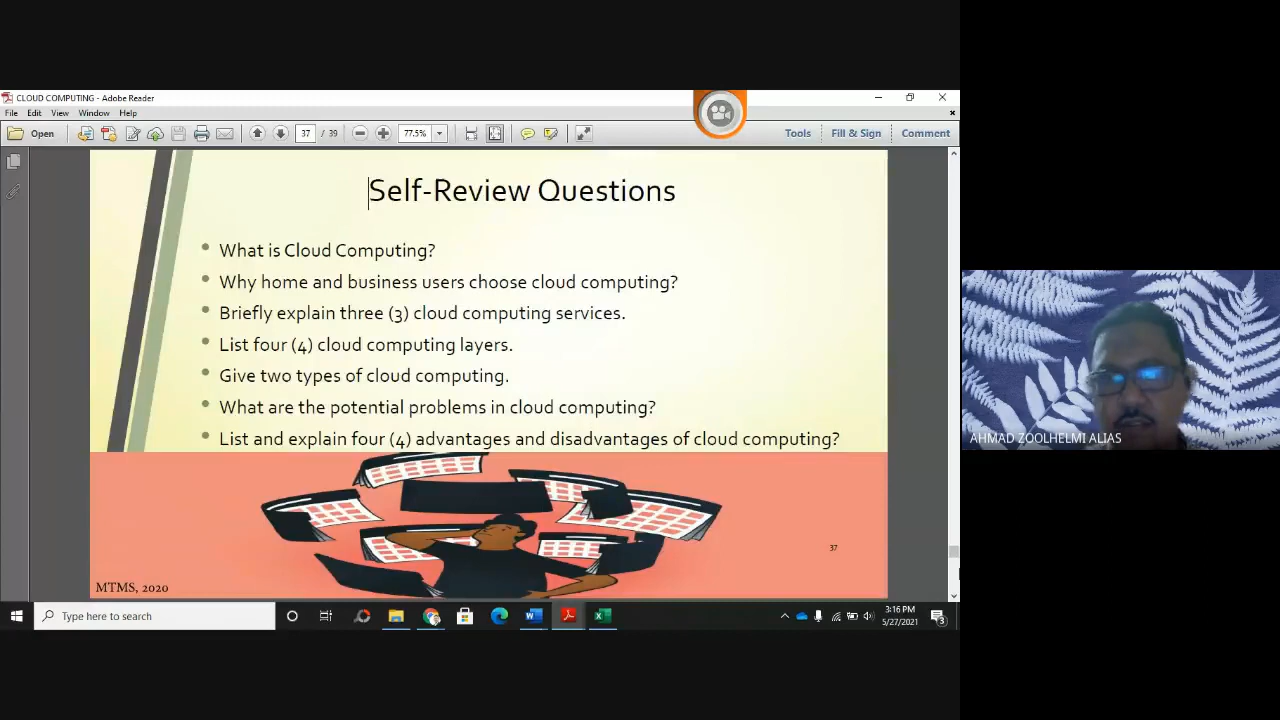 CLOUD COMPUTING - Adobe Reader
File Edit View Window Help
Open 37 / 39 77.5% Tools Fill & Sign Comment
Self-Review Questions
• What is Cloud Computing?
• Why home and business users choose cloud computing?
• Briefly explain three (3) cloud computing services.
• List four (4) cloud computing layers.
• Give two types of cloud computing.
• What are the potential problems in cloud computing?
• List and explain four (4) advantages and disadvantages of cloud computing?
AHMAD ZOOLHELMI ALIAS
37
MTMS, 2020
Type here to search
3:16 PM
5/27/2021
3